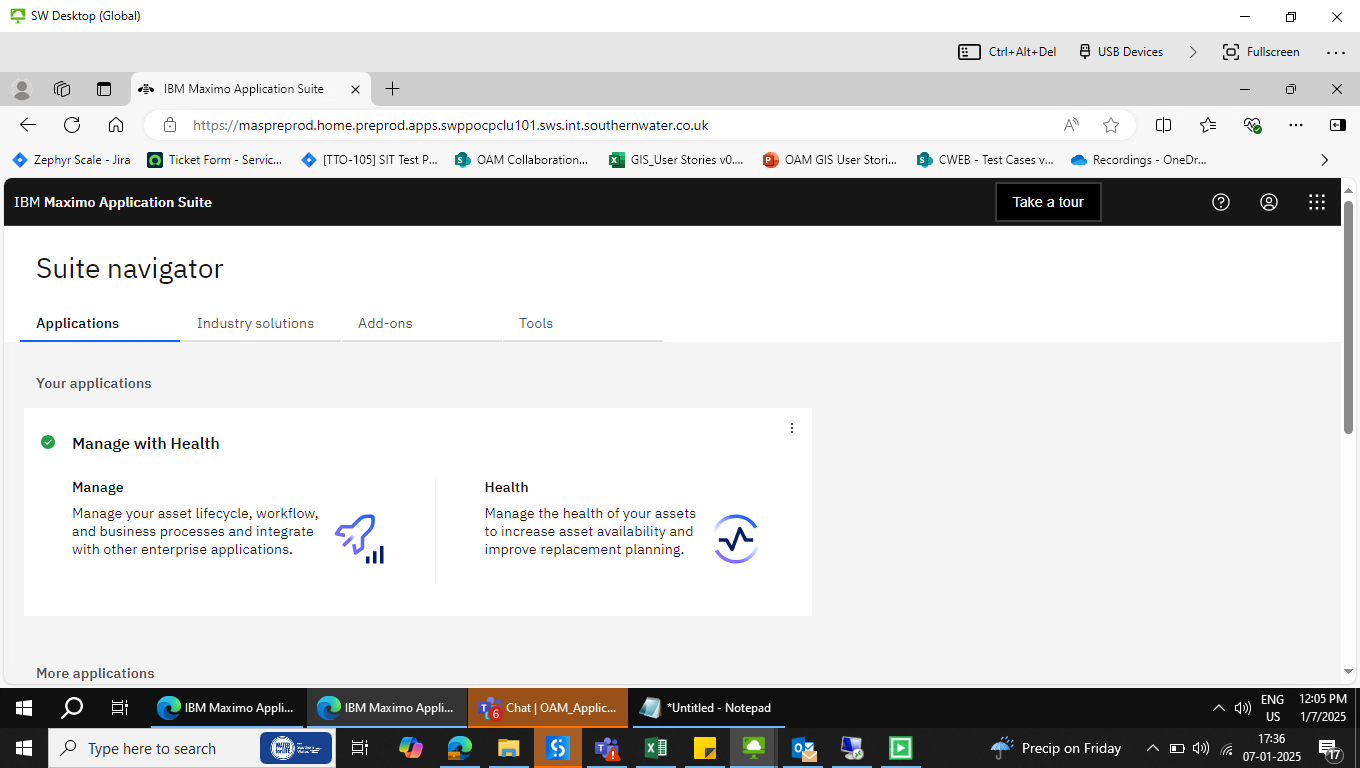 SW Desktop (Global)
Ctrl+Alt+Del
USB Devices
Fullscreen
IBM Maximo Application Suite
https://maspreprod.home.preprod.apps.swppocpclu101.sws.int.southernwater.co.uk
Zephyr Scale - Jira
Ticket Form - Servic...
[TTO-105] SIT Test P...
OAM Collaboration...
GIS_User Stories v0....
OAM GIS User Stori...
CWEB - Test Cases v...
Recordings - OneDr...
IBM Maximo Application Suite
Take a tour
Suite navigator
Applications
Industry solutions
Add-ons
Tools
Your applications
Manage with Health
Manage
Manage your asset lifecycle, workflow,
and business processes and integrate
with other enterprise applications.
Health
Manage the health of your assets
to increase asset availability and
improve replacement planning.
More applications
IBM Maximo Appli...
IBM Maximo Appli...
6
Chat | OAM_Applic...
*Untitled - Notepad
ENG
US
12:05 PM
1/7/2025
Type here to search
Precip on Friday
17:36
07-01-2025
17